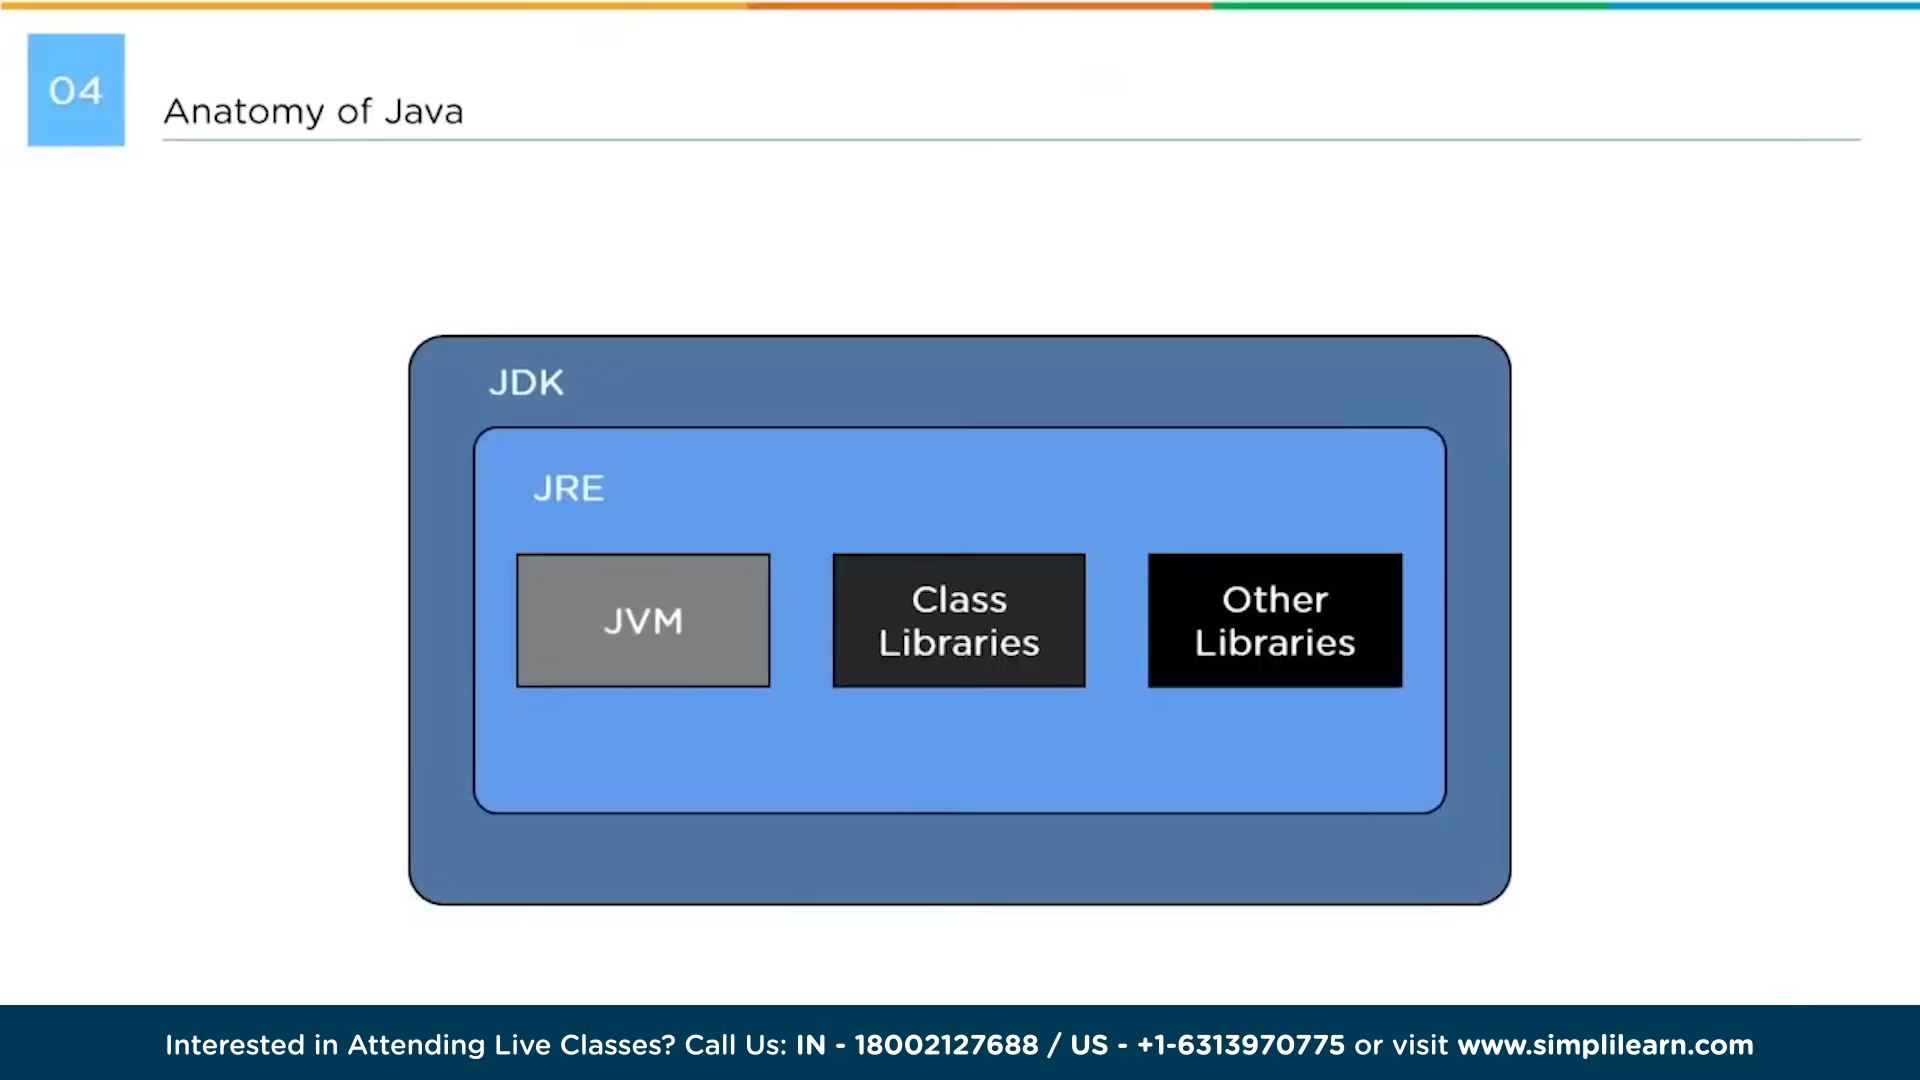 04
Anatomy of Java
JDK
JRE
JVM
Class
Libraries
Other
Libraries
Interested in Attending Live Classes? Call Us: IN - 18002127688 / US - +1-6313970775 or visit www.simplilearn.com